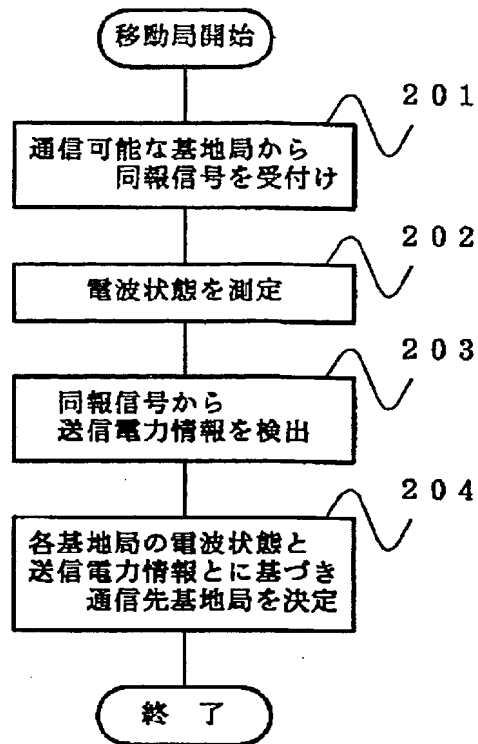 移動局開始
201
通信可能な基地局から
同報信号を受付け
202
電波状態を測定
203
同報信号から
送信電力情報を検出
204
各基地局の電波状態と
送信電力情報とに基づき
通信先基地局を決定
終 了